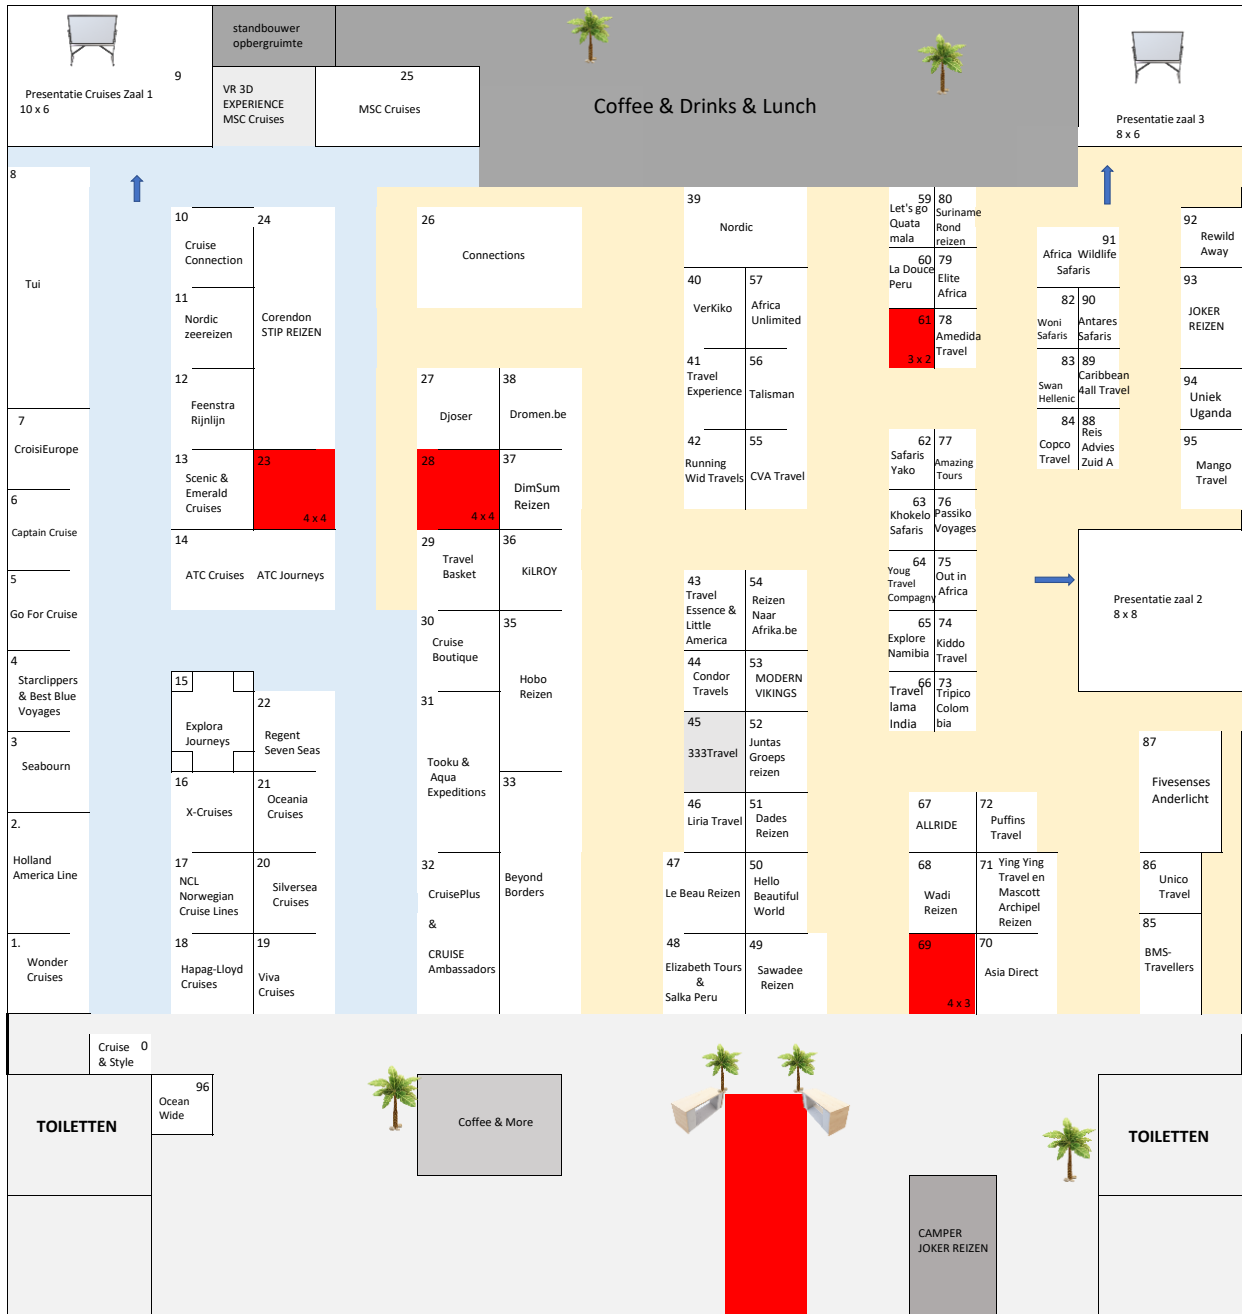 standbouwer
opbergruimte
9
Presentatie Cruises Zaal 1
10 x 6
VR 3D
EXPERIENCE
MSC Cruises
25
MSC Cruises
Coffee & Drinks & Lunch
Presentatie zaal 3
8 x 6
8
Tui
7
CroisiEurope
6
Captain Cruise
5
Go For Cruise
4
Starclippers
& Best Blue
Voyages
3
Seabourn
2.
Holland
America Line
1.
Wonder
Cruises
10
Cruise
Connection
11
Nordic
zeereizen
12
Feenstra
Rijnlijn
13
Scenic &
Emerald
Cruises
14
ATC Cruises
ATC Journeys
24
Corendon
STIP REIZEN
23
4 x 4
15
Explora
Journeys
16
X-Cruises
17
NCL
Norwegian
Cruise Lines
18
Hapag-Lloyd
Cruises
22
Regent
Seven Seas
21
Oceania
Cruises
20
Silversea
Cruises
19
Viva
Cruises
26
Connections
27
Djoser
28
4 x 4
29
Travel
Basket
30
Cruise
Boutique
31
Tooku &
Aqua
Expeditions
32
CruisePlus
&
CRUISE
Ambassadors
38
Dromen.be
37
DimSum
Reizen
36
KiLROY
35
Hobo
Reizen
33
Beyond
Borders
39
Nordic
40
VerKiko
41
Travel
Experience
42
Running
Wid Travels
57
Africa
Unlimited
56
Talisman
55
CVA Travel
43
Travel
Essence &
Little
America
44
Condor
Travels
45
333Travel
46
Liria Travel
47
Le Beau Reizen
48
Elizabeth Tours
&
Salka Peru
54
Reizen
Naar
Afrika.be
53
MODERN
VIKINGS
52
Juntas
Groeps
reizen
51
Dades
Reizen
50
Hello
Beautiful
World
49
Sawadee
Reizen
59
Let's go
Quata
mala
60
La Douce
Peru
61
3 x 2
80
Suriname
Rond
reizen
79
Elite
Africa
78
Amedida
Travel
62
Safaris
Yako
63
Khokelo
Safaris
64
Youg
Travel
Compagny
65
Explore
Namibia
66
Travel
lama
India
77
Amazing
Tours
76
Passiko
Voyages
75
Out in
Africa
74
Kiddo
Travel
73
Tripico
Colom
bia
67
ALLRIDE
68
Wadi
Reizen
69
4 x 3
72
Puffins
Travel
71
Ying Ying
Travel en
Mascott
Archipel
Reizen
70
Asia Direct
91
Africa Wildlife
Safaris
82
Woni
Safaris
83
Swan
Hellenic
84
Copco
Travel
90
Antares
Safaris
89
Caribbean
4all Travel
88
Reis
Advies
Zuid A
92
Rewild
Away
93
JOKER
REIZEN
94
Uniek
Uganda
95
Mango
Travel
Presentatie zaal 2
8 x 8
87
Fivesenses
Anderlicht
86
Unico
Travel
85
BMS-
Travellers
Cruise 0
& Style
96
Ocean
Wide
TOILETTEN
Coffee & More
CAMPER
JOKER REIZEN
TOILETTEN